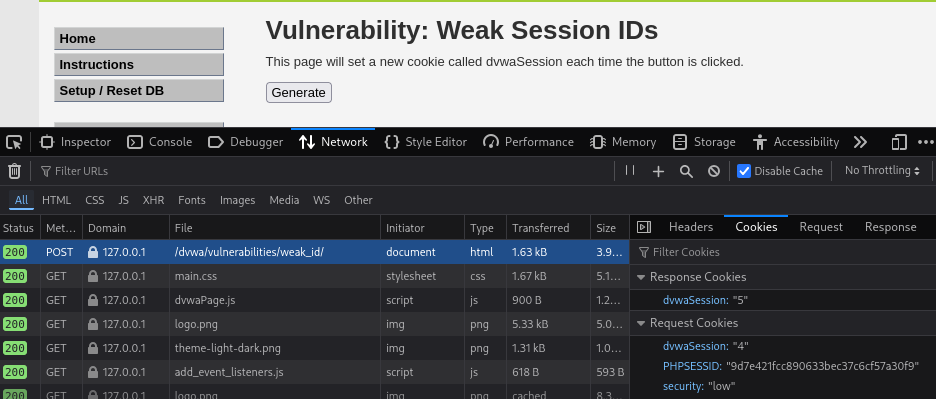 Home
Instructions
Setup / Reset DB
Vulnerability: Weak Session IDs
This page will set a new cookie called dvwaSession each time the button is clicked.
Generate
Inspector Console Debugger Network Style Editor Performance Memory Storage Accessibility
Filter URLs Disable Cache No Throttling
All HTML CSS JS XHR Fonts Images Media WS Other
Status Met... Domain File Initiator Type Transferred Size
200 POST 127.0.0.1 /dvwa/vulnerabilities/weak_id/ document html 1.63 kB 3.9...
200 GET 127.0.0.1 main.css stylesheet css 1.67 kB 5.1...
200 GET 127.0.0.1 dvwaPage.js script js 900 B 1.2...
200 GET 127.0.0.1 logo.png img png 5.33 kB 5.0...
200 GET 127.0.0.1 theme-light-dark.png img png 1.31 kB 1.0...
200 GET 127.0.0.1 add_event_listeners.js script js 618 B 593 B
200 GET 127.0.0.1 logo.png img png cached 8.3...
Headers Cookies Request Response
Filter Cookies
Response Cookies
dvwaSession: "5"
Request Cookies
dvwaSession: "4"
PHPSESSID: "9d7e421fcc890633bec37c6cf57a30f9"
security: "low"